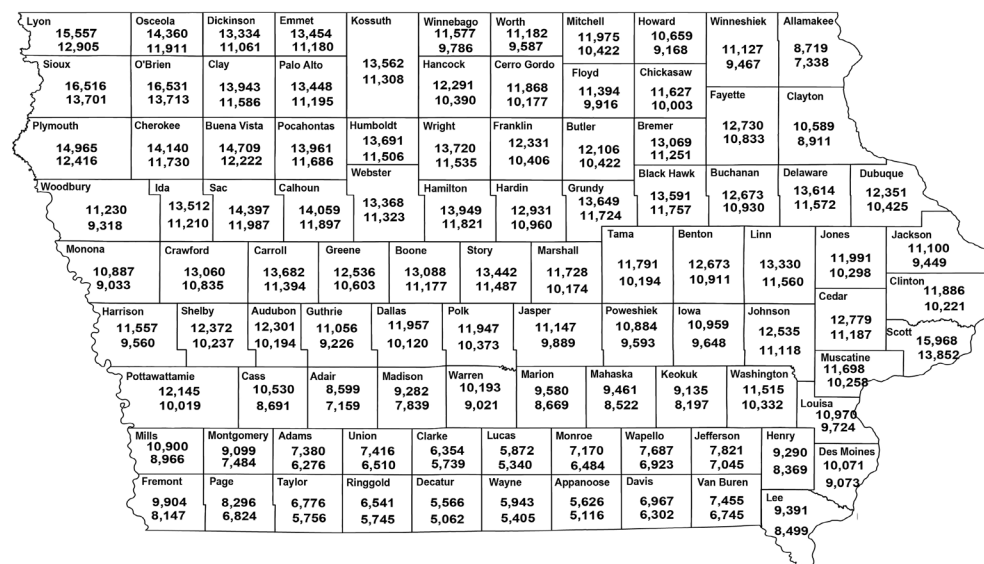 Lyon
15,557
12,905
Osceola
14,360
11,911
Dickinson
13,334
11,061
Emmet
13,454
11,180
Kossuth
13,562
11,308
Winnebago
11,577
9,786
Worth
11,182
9,587
Mitchell
11,975
10,422
Howard
10,659
9,168
Winneshiek
11,127
9,467
Allamakee
8,719
7,338
Sioux
16,516
13,701
O'Brien
16,531
13,713
Clay
13,943
11,586
Palo Alto
13,448
11,195
Hancock
12,291
10,390
Cerro Gordo
11,868
10,177
Floyd
11,394
9,916
Chickasaw
11,627
10,003
Fayette
12,730
10,833
Clayton
10,589
8,911
Plymouth
14,965
12,416
Cherokee
14,140
11,730
Buena Vista
14,709
12,222
Pocahontas
13,961
11,686
Humboldt
13,691
11,506
Wright
13,720
11,535
Franklin
12,331
10,406
Butler
12,106
10,422
Bremer
13,069
11,251
Woodbury
11,230
9,318
Ida
13,512
11,210
Sac
14,397
11,987
Calhoun
14,059
11,897
Webster
13,368
11,323
Hamilton
13,949
11,821
Hardin
12,931
10,960
Grundy
13,649
11,724
Black Hawk
13,591
11,757
Buchanan
12,673
10,930
Delaware
13,614
11,572
Dubuque
12,351
10,425
Monona
10,887
9,033
Crawford
13,060
10,835
Carroll
13,682
11,394
Greene
12,536
10,603
Boone
13,088
11,177
Story
13,442
11,487
Marshall
11,728
10,174
Tama
11,791
10,194
Benton
12,673
10,911
Linn
13,330
11,560
Jones
11,991
10,298
Jackson
11,100
9,449
Clinton
11,886
10,221
Cedar
12,779
11,187
Harrison
11,557
9,560
Shelby
12,372
10,237
Audubon
12,301
10,194
Guthrie
11,056
9,226
Dallas
11,957
10,120
Polk
11,947
10,373
Jasper
11,147
9,889
Poweshiek
10,884
9,593
Iowa
10,959
9,648
Johnson
12,535
11,118
Scott
15,968
13,852
Muscatine
11,698
10,258
Pottawattamie
12,145
10,019
Cass
10,530
8,691
Adair
8,599
7,159
Madison
9,282
7,839
Warren
10,193
9,021
Marion
9,580
8,669
Mahaska
9,461
8,522
Keokuk
9,135
8,197
Washington
11,515
10,332
Louisa
10,970
9,724
Mills
10,900
8,966
Montgomery
9,099
7,484
Adams
7,380
6,276
Union
7,416
6,510
Clarke
6,354
5,739
Lucas
5,872
5,340
Monroe
7,170
6,484
Wapello
7,687
6,923
Jefferson
7,821
7,045
Henry
9,290
8,369
Des Moines
10,071
9,073
Fremont
9,904
8,147
Page
8,296
6,824
Taylor
6,776
5,756
Ringgold
6,541
5,745
Decatur
5,566
5,062
Wayne
5,943
5,405
Appanoose
5,626
5,116
Davis
6,967
6,302
Van Buren
7,455
6,745
Lee
9,391
8,499